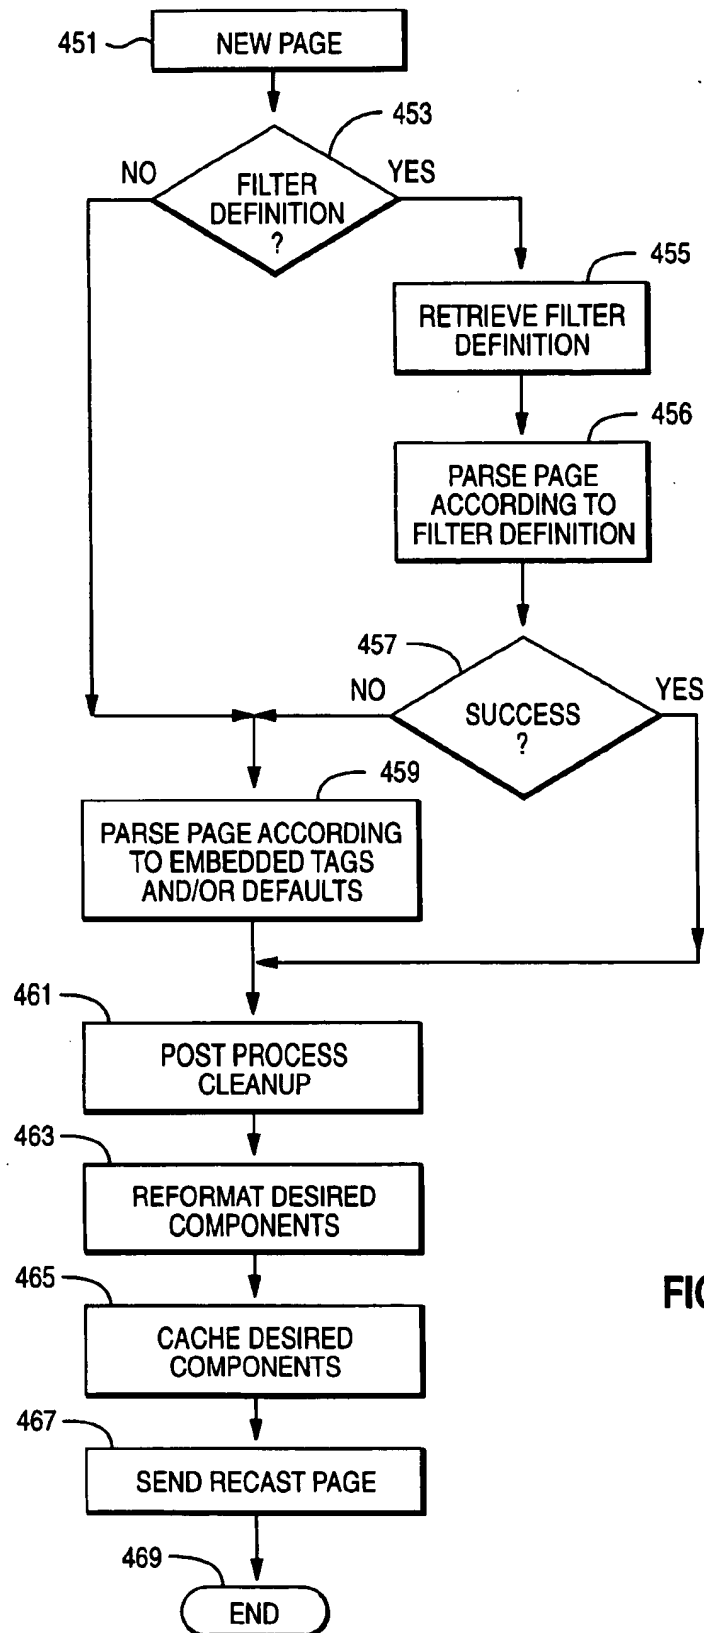 451
NEW PAGE
453
NO
YES
FILTER
DEFINITION
?
455
RETRIEVE FILTER
DEFINITION
456
PARSE PAGE
ACCORDING TO
FILTER DEFINITION
457
NO
YES
SUCCESS
?
459
PARSE PAGE ACCORDING
TO EMBEDDED TAGS
AND/OR DEFAULTS
461
POST PROCESS
CLEANUP
463
REFORMAT DESIRED
COMPONENTS
465
CACHE DESIRED
COMPONENTS
467
SEND RECAST PAGE
469
END